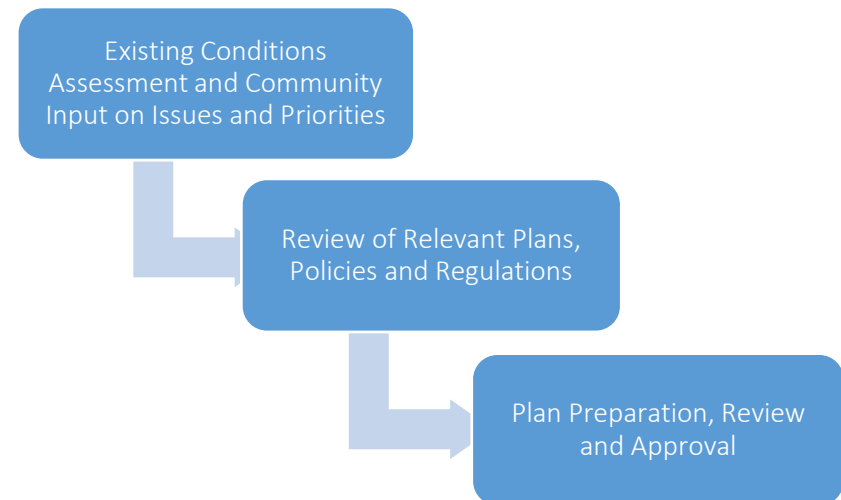 Existing Conditions
Assessment and Community
Input on Issues and Priorities
Review of Relevant Plans,
Policies and Regulations
Plan Preparation, Review
and Approval